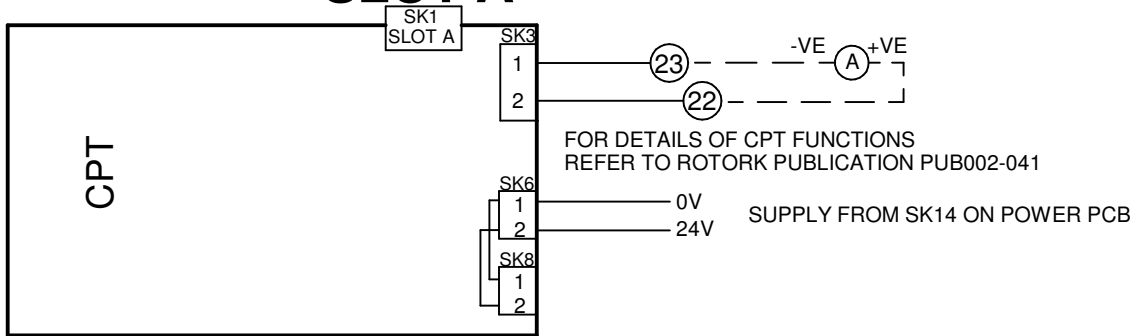 SLOT A
SK1
SLOT A
SK3
1
23
-VE
A
+VE
2
22
FOR DETAILS OF CPT FUNCTIONS
REFER TO ROTORK PUBLICATION PUB002-041
CPT
SK6
1
0V
2
24V
SUPPLY FROM SK14 ON POWER PCB
SK8
1
2